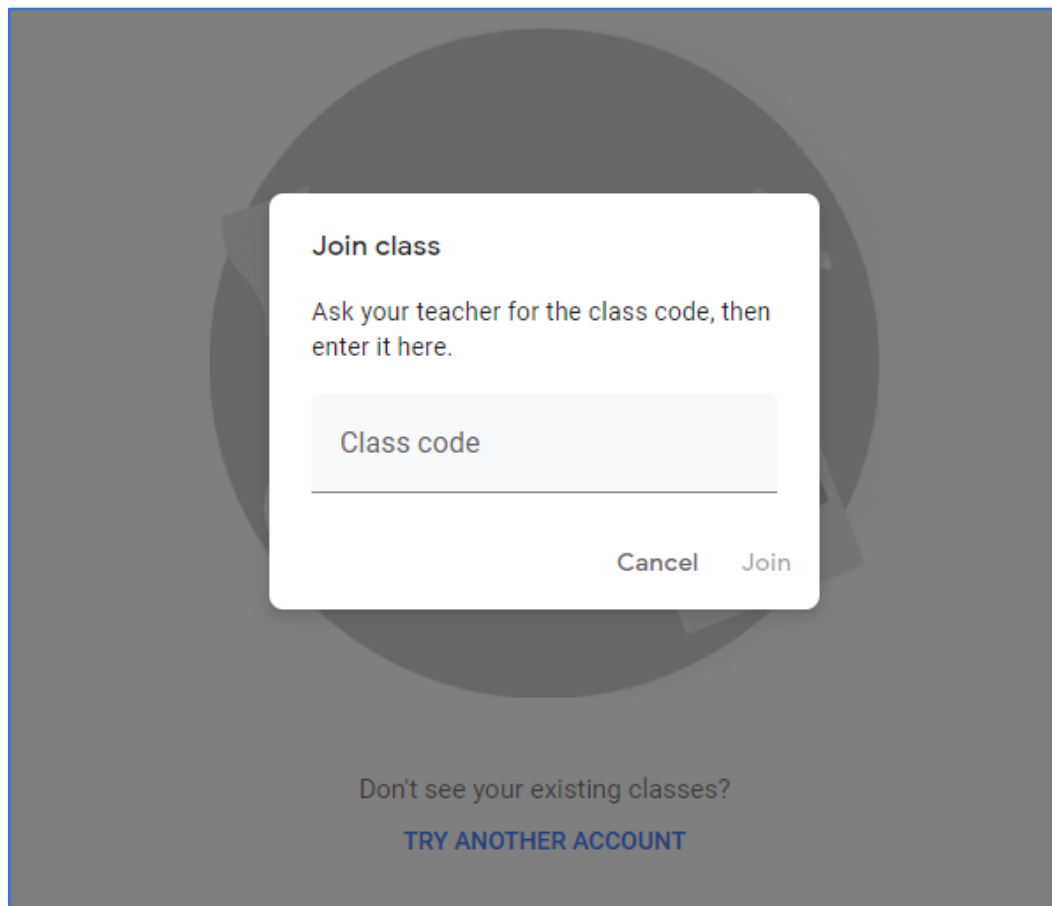 Join class
Ask your teacher for the class code, then
enter it here.
Class code
Cancel Join
Don't see your existing classes?
TRY ANOTHER ACCOUNT